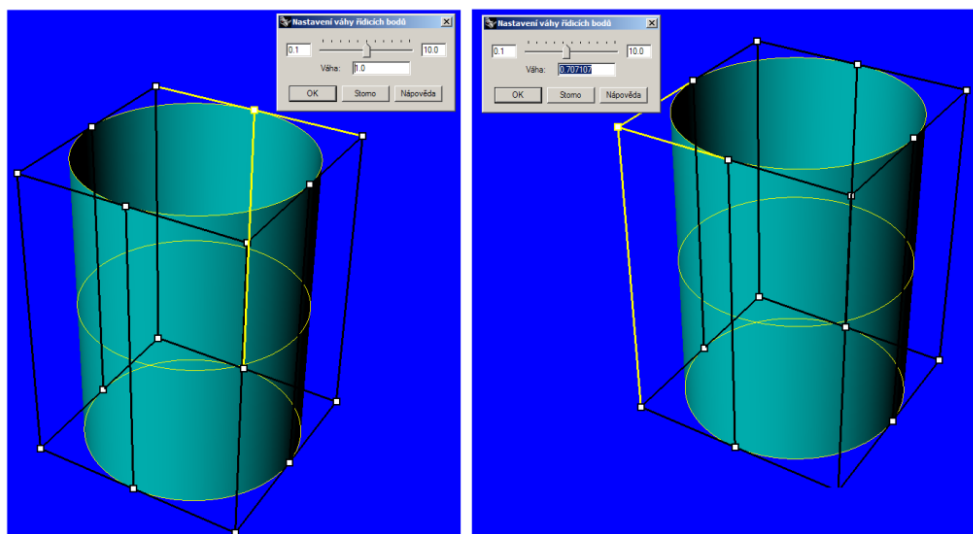 Nastavení váhy řídicích bodů
0.1
10.0
Váha:
1.0
OK
Storno
Nápověda
Nastavení váhy řídicích bodů
0.1
10.0
Váha:
0.707107
OK
Storno
Nápověda